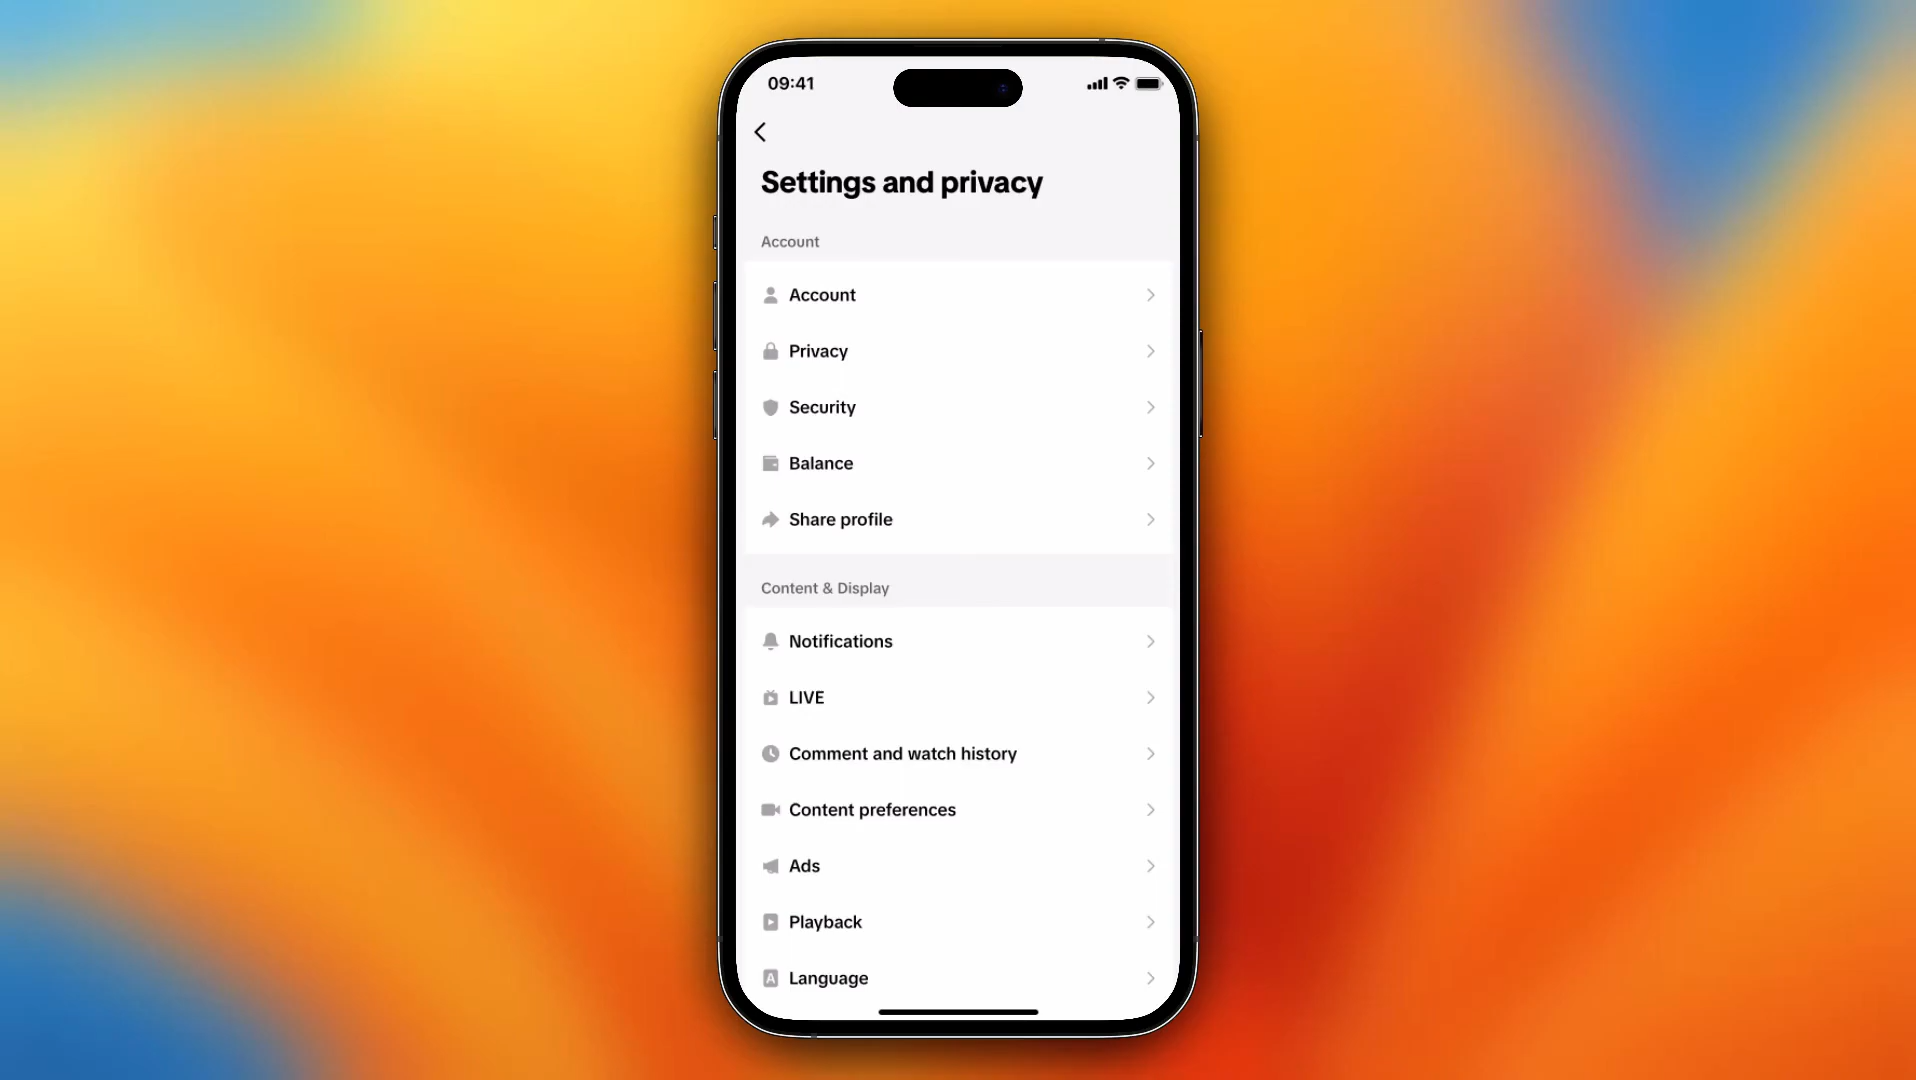 09:41
Settings and privacy
Account
Account
Privacy
Security
Balance
Share profile
Content & Display
Notifications
LIVE
Comment and watch history
Content preferences
Ads
Playback
A Language